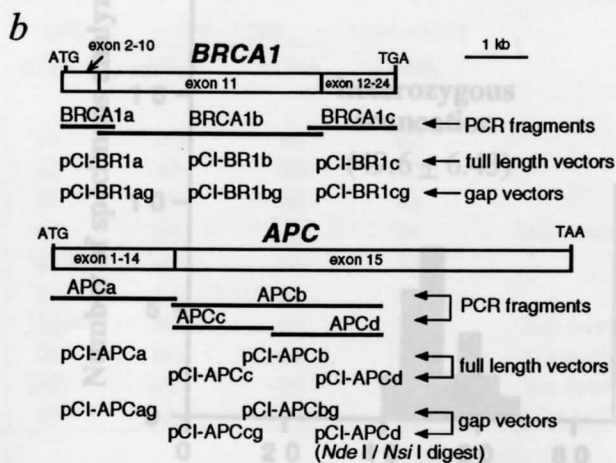 b
exon 2-10
ATG BRCA1 TGA 1 kb
exon 11 exon 12-24
BRCA1a BRCA1b BRCA1c PCR fragments
pCI-BR1a pCI-BR1b pCI-BR1c full length vectors
pCI-BR1ag pCI-BR1bg pCI-BR1cg gap vectors
ATG APC TAA
exon 1-14 exon 15
APCa APCb
APCc APCd PCR fragments
pCI-APCa pCI-APCb
pCI-APCc pCI-APCd full length vectors
pCI-APCag pCI-APCbg
pCI-APCcg pCI-APCd gap vectors
(Nde I / Nsi I digest)